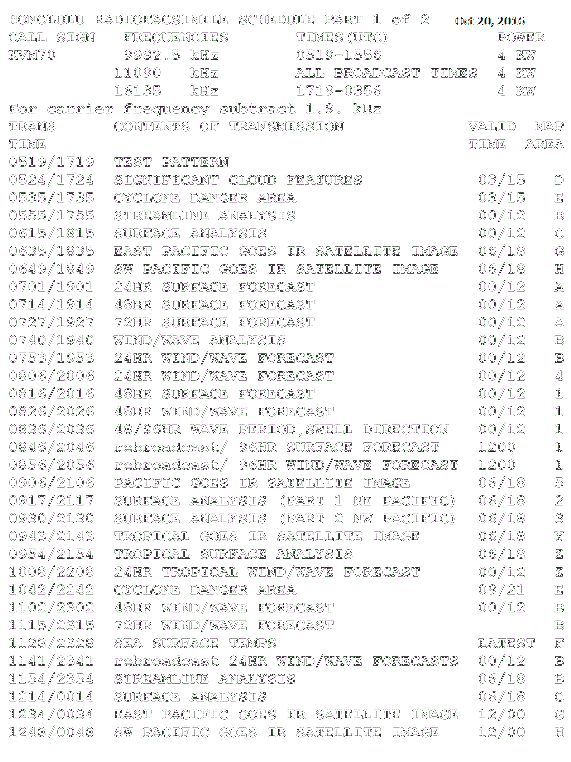 HONOLULU RADIOFACSIMILE SCHEDULE PART 1 of 2 Oct 20, 2016
CALL SIGN FREQUENCIES TIMES(UTC) POWER
KVM70 9982.5 kHz 0519-1556 4 KW
11090 kHz ALL BROADCAST TIMES 4 KW
16135 kHz 1719-0356 4 KW
For carrier frequency subtract 1.9 kHz
TRANS CONTENTS OF TRANSMISSION VALID MAP
TIME TIME AREA
0519/1719 TEST PATTERN
0524/1724 SIGNIFICANT CLOUD FEATURES 03/15 D
0535/1735 CYCLONE DANGER AREA 03/15 E
0555/1755 STREAMLINE ANALYSIS 00/12 B
0615/1815 SURFACE ANALYSIS 00/12 C
0635/1835 EAST PACIFIC GOES IR SATELLITE IMAGE 06/18 G
0649/1849 SW PACIFIC GOES IR SATELLITE IMAGE 06/18 H
0701/1901 24HR SURFACE FORECAST 00/12 A
0714/1914 48HR SURFACE FORECAST 00/12 A
0727/1927 72HR SURFACE FORECAST 00/12 A
0740/1940 WIND/WAVE ANALYSIS 00/12 B
0753/1953 24HR WIND/WAVE FORECAST 00/12 B
0806/2006 24HR WIND/WAVE FORECAST 00/12 4
0816/2016 48HR SURFACE FORECAST 00/12 1
0826/2026 48HR WIND/WAVE FORECAST 00/12 1
0836/2036 48/96HR WAVE PERIOD,SWELL DIRECTION 00/12 1
0846/2046 rebroadcast/ 96HR SURFACE FORECAST 1200 1
0856/2056 rebroadcast/ 96HR WIND/WAVE FORECAST 1200 1
0906/2106 PACIFIC GOES IR SATELLITE IMAGE 06/18 5
0917/2117 SURFACE ANALYSIS (PART 1 NE PACIFIC) 06/18 2
0930/2130 SURFACE ANALYSIS (PART 2 NW PACIFIC) 06/18 3
0943/2143 TROPICAL GOES IR SATELLITE IMAGE 06/18 Y
0954/2154 TROPICAL SURFACE ANALYSIS 06/18 Z
1008/2208 24HR TROPICAL WIND/WAVE FORECAST 00/12 Z
1042/2242 CYCLONE DANGER AREA 09/21 E
1102/2302 48HR WIND/WAVE FORECAST 00/12 B
1115/2315 72HR WIND/WAVE FORECAST B
1128/2328 SEA SURFACE TEMPS LATEST F
1141/2341 rebroadcast 24HR WIND/WAVE FORECASTS 00/12 B
1154/2354 STREAMLINE ANALYSIS 06/18 B
1214/0014 SURFACE ANALYSIS 06/18 C
1234/0034 EAST PACIFIC GOES IR SATELLITE IMAGE 12/00 G
1248/0048 SW PACIFIC GOES IR SATELLITE IMAGE 12/00 H